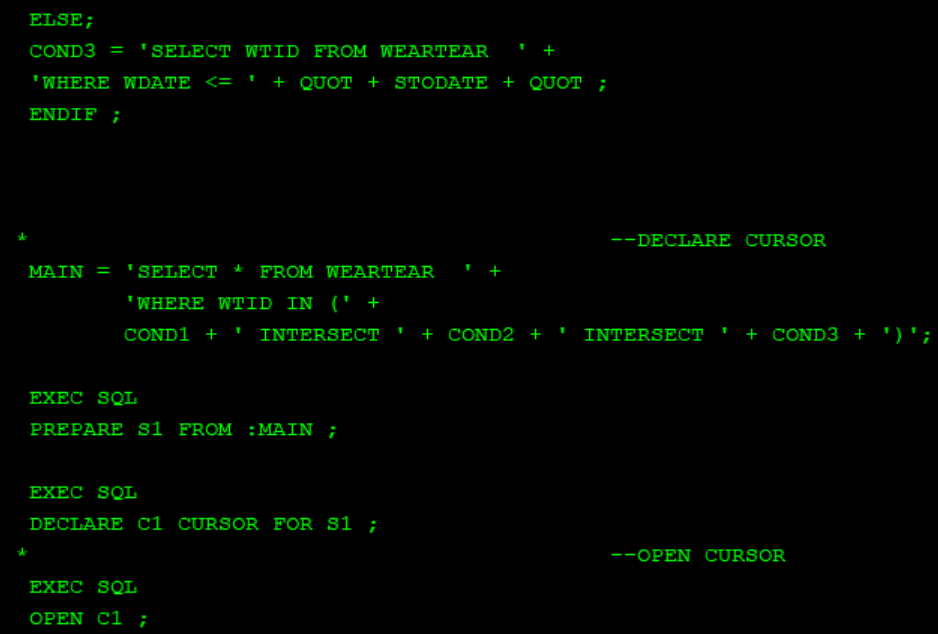 ELSE;
COND3 = 'SELECT WTID FROM WEARTEAR  ' +
'WHERE WDATE <= ' + QUOT + STODATE + QUOT ;
ENDIF ;
*                                                             --DECLARE CURSOR
MAIN = 'SELECT * FROM WEARTEAR  ' +
'WHERE WTID IN (' +
COND1 + ' INTERSECT ' + COND2 + ' INTERSECT ' + COND3 + ')';
EXEC SQL
PREPARE S1 FROM :MAIN ;
EXEC SQL
DECLARE C1 CURSOR FOR S1 ;
*                                                             --OPEN CURSOR
EXEC SQL
OPEN C1 ;